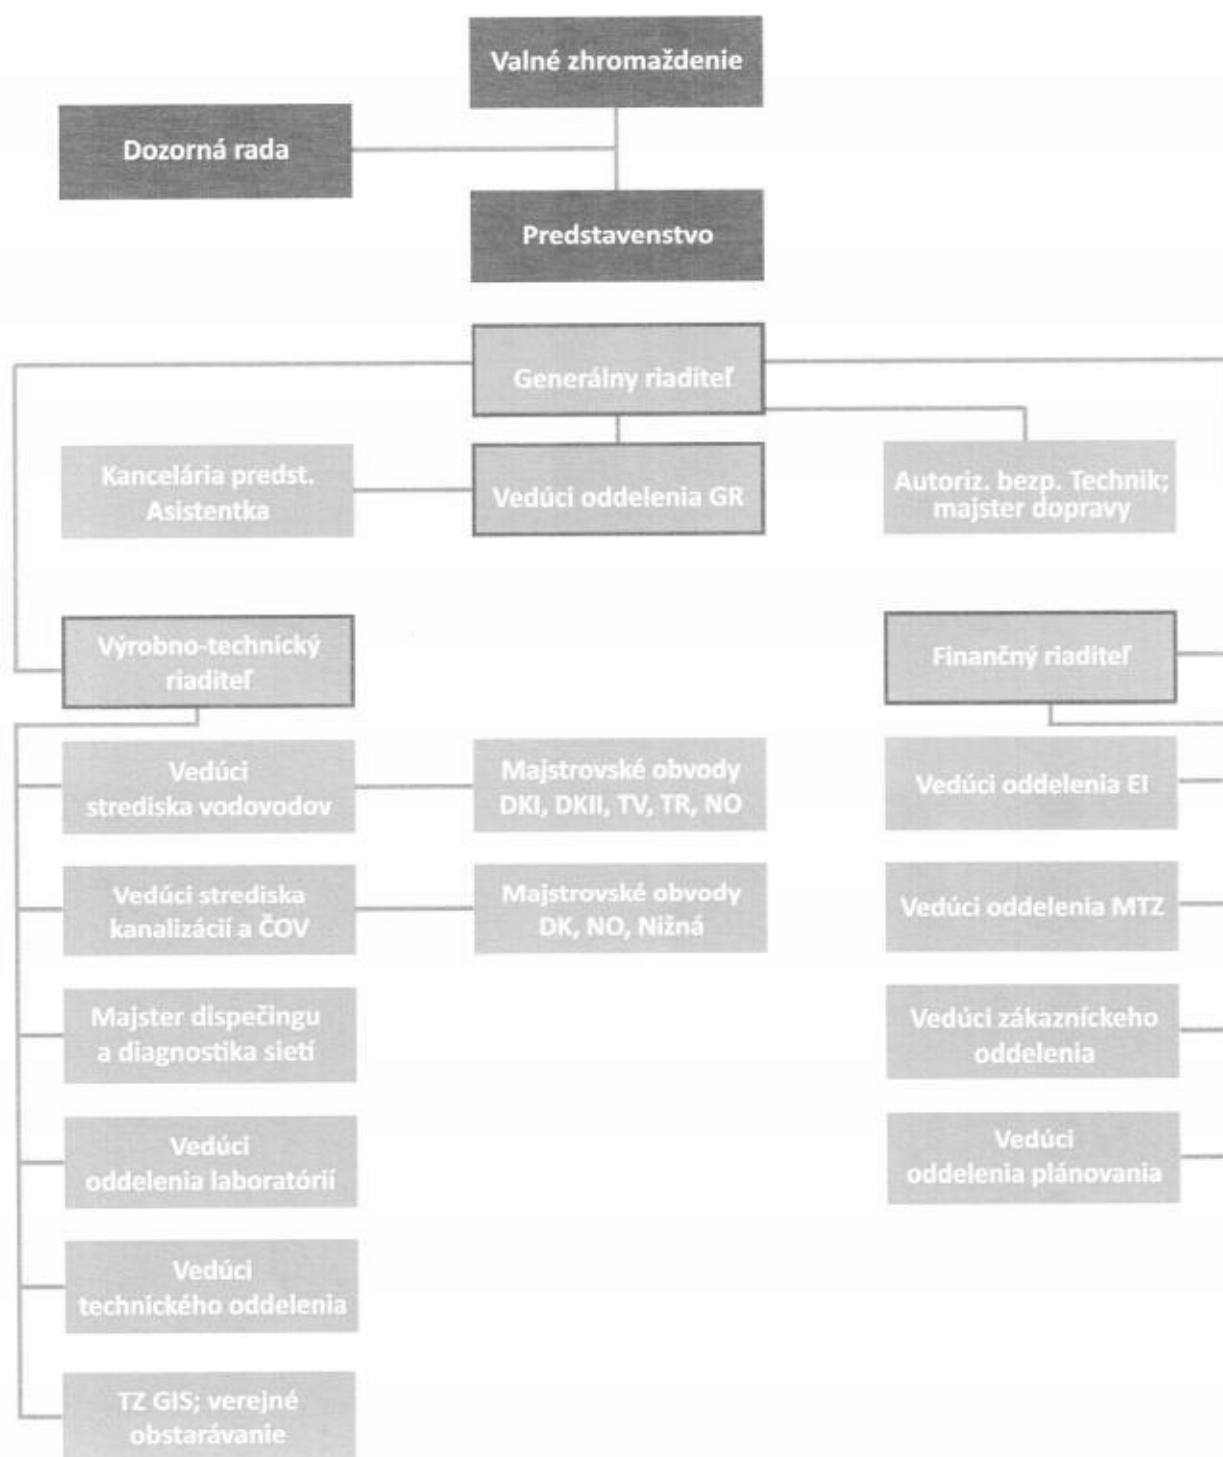 Valné zhromaždenie
Dozorná rada
Predstavenstvo
Generálny riaditeľ
Kancelária predst.
Asistentka
Vedúci oddelenia GR
Autoriz. bezp. Technik;
majster dopravy
Výrobno-technický
riaditeľ
Finančný riaditeľ
Vedúci
strediska vodovodov
Majstrovské obvody
DKI, DKII, TV, TR, NO
Vedúci oddelenia EI
Vedúci strediska
kanalizácií a ČOV
Majstrovské obvody
DK, NO, Nižná
Vedúci oddelenia MTZ
Majster dispečingu
a diagnostika sietí
Vedúci zákazníckeho
oddelenia
Vedúci
oddelenia laboratórií
Vedúci
oddelenia plánovania
Vedúci
technického oddelenia
TZ GIS; verejné
obstarávanie